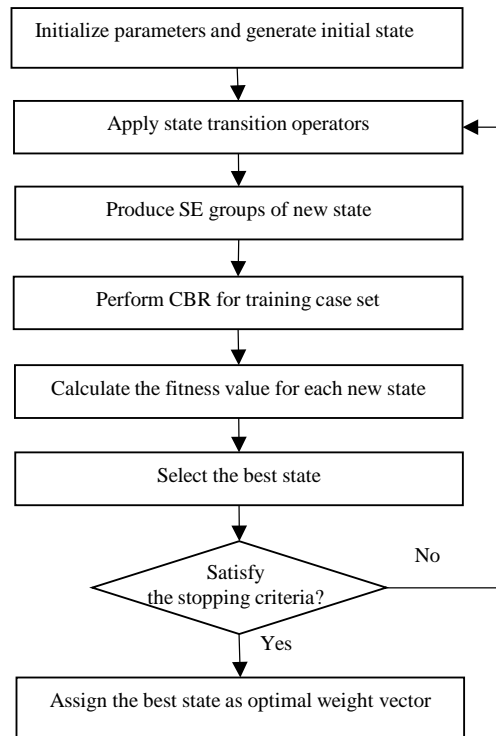 Initialize parameters and generate initial state
Apply state transition operators
Produce SE groups of new state
Perform CBR for training case set
Calculate the fitness value for each new state
Select the best state
No
Satisfy
the stopping criteria?
Yes
Assign the best state as optimal weight vector